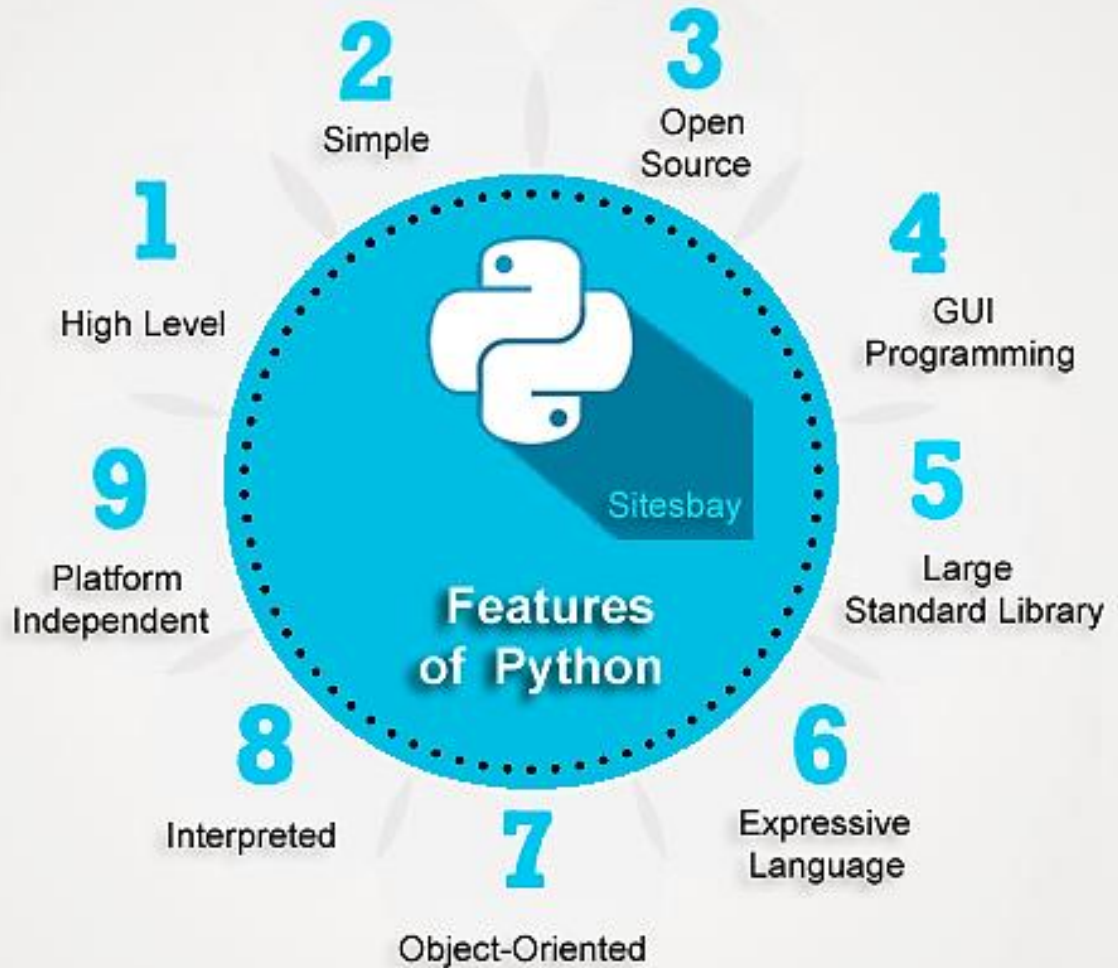 1
High Level
2
Simple
3
Open
Source
4
GUI
Programming
5
Large
Standard Library
6
Expressive
Language
7
Object-Oriented
8
Interpreted
9
Platform
Independent
Sitesbay
Features
of Python